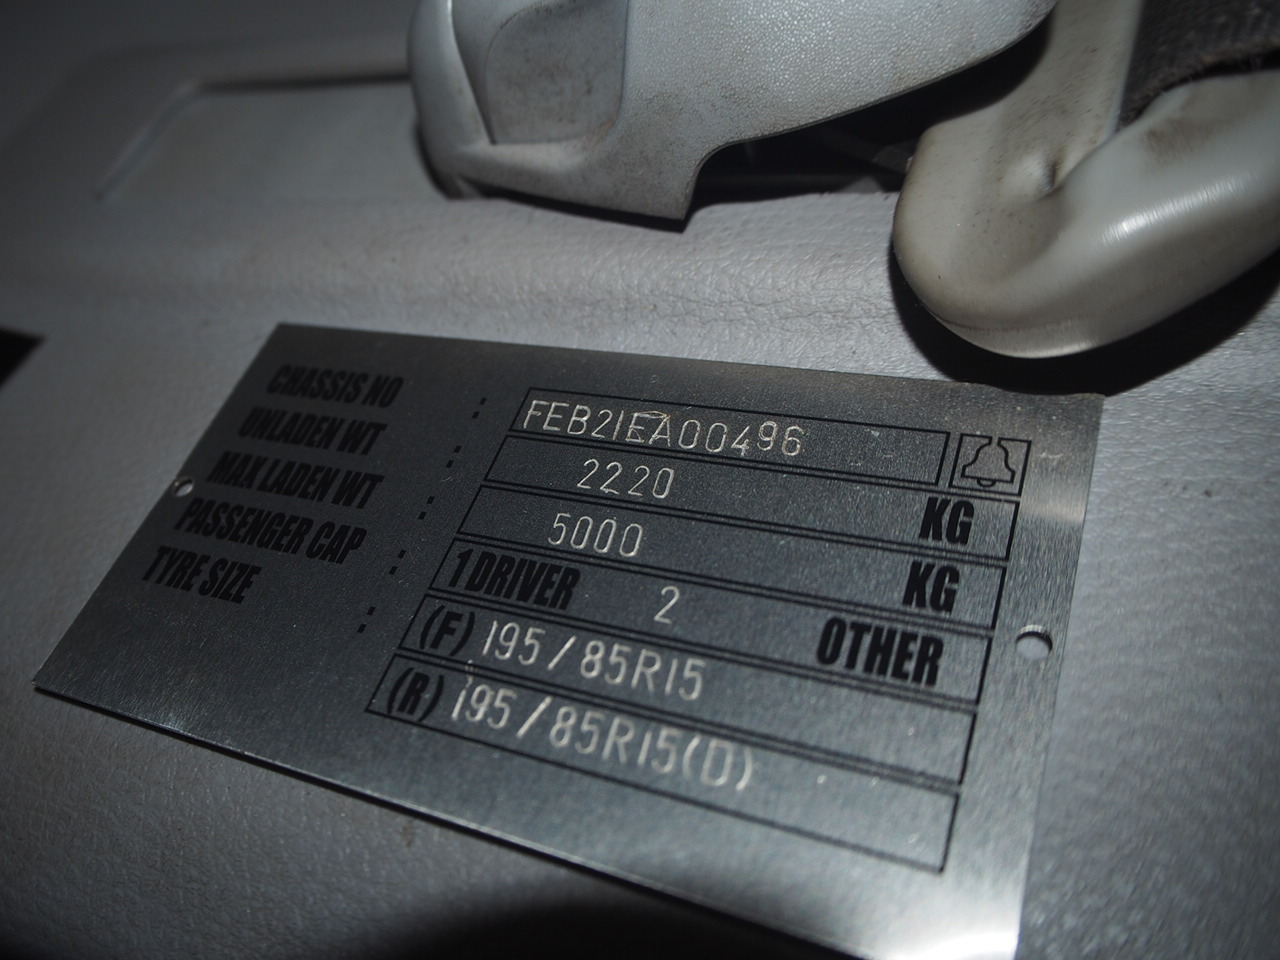 CHASSIS NO : FEB21EA00496
UNLADEN WT : 2220 KG
MAX LADEN WT : 5000 KG
PASSENGER CAP : 1 DRIVER 2 OTHER
TYRE SIZE : (F) 195/85R15
(R) 195/85R15(D)